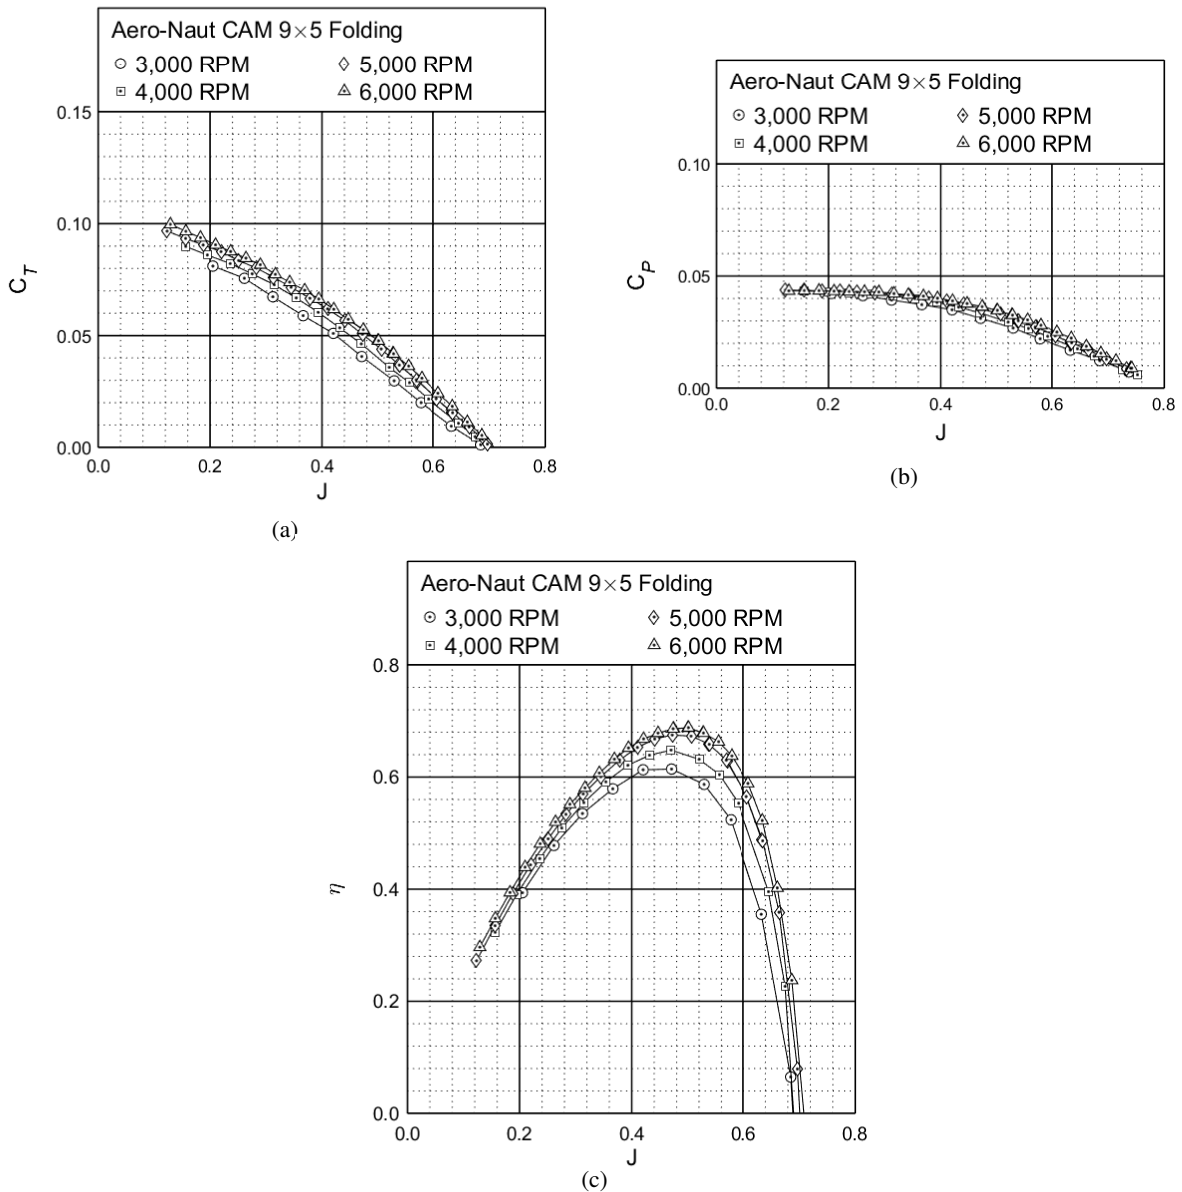 Aero-Naut CAM 9×5 Folding
3,000 RPM 5,000 RPM
4,000 RPM 6,000 RPM
0.15
0.10
0.05
0.00
C_T
0.0 0.2 0.4 0.6 0.8
J
(a)
Aero-Naut CAM 9×5 Folding
3,000 RPM 5,000 RPM
4,000 RPM 6,000 RPM
0.10
0.05
0.00
C_P
0.0 0.2 0.4 0.6 0.8
J
(b)
Aero-Naut CAM 9×5 Folding
3,000 RPM 5,000 RPM
4,000 RPM 6,000 RPM
0.8
0.6
0.4
0.2
0.0
η
0.0 0.2 0.4 0.6 0.8
J
(c)